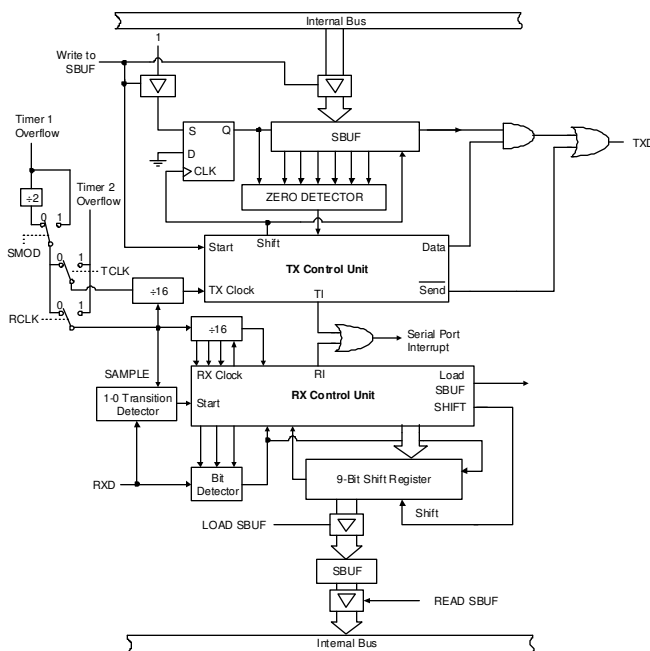 Internal Bus
1
Write to
SBUF
Timer 1
Overflow
S
Q
D
CLK
SBUF
TXD
÷2
Timer 2
Overflow
ZERO DETECTOR
0
1
SMOD
Shift
Start
Data
0
1
TCLK
TX Control Unit
÷16
TX Clock
Send
TI
RCLK
0
1
÷16
Serial Port
Interrupt
SAMPLE
RX Clock
RI
Load
SBUF
1-0 Transition
Detector
Start
RX Control Unit
SHIFT
RXD
Bit
Detector
9-Bit Shift Register
Shift
LOAD SBUF
SBUF
READ SBUF
Internal Bus